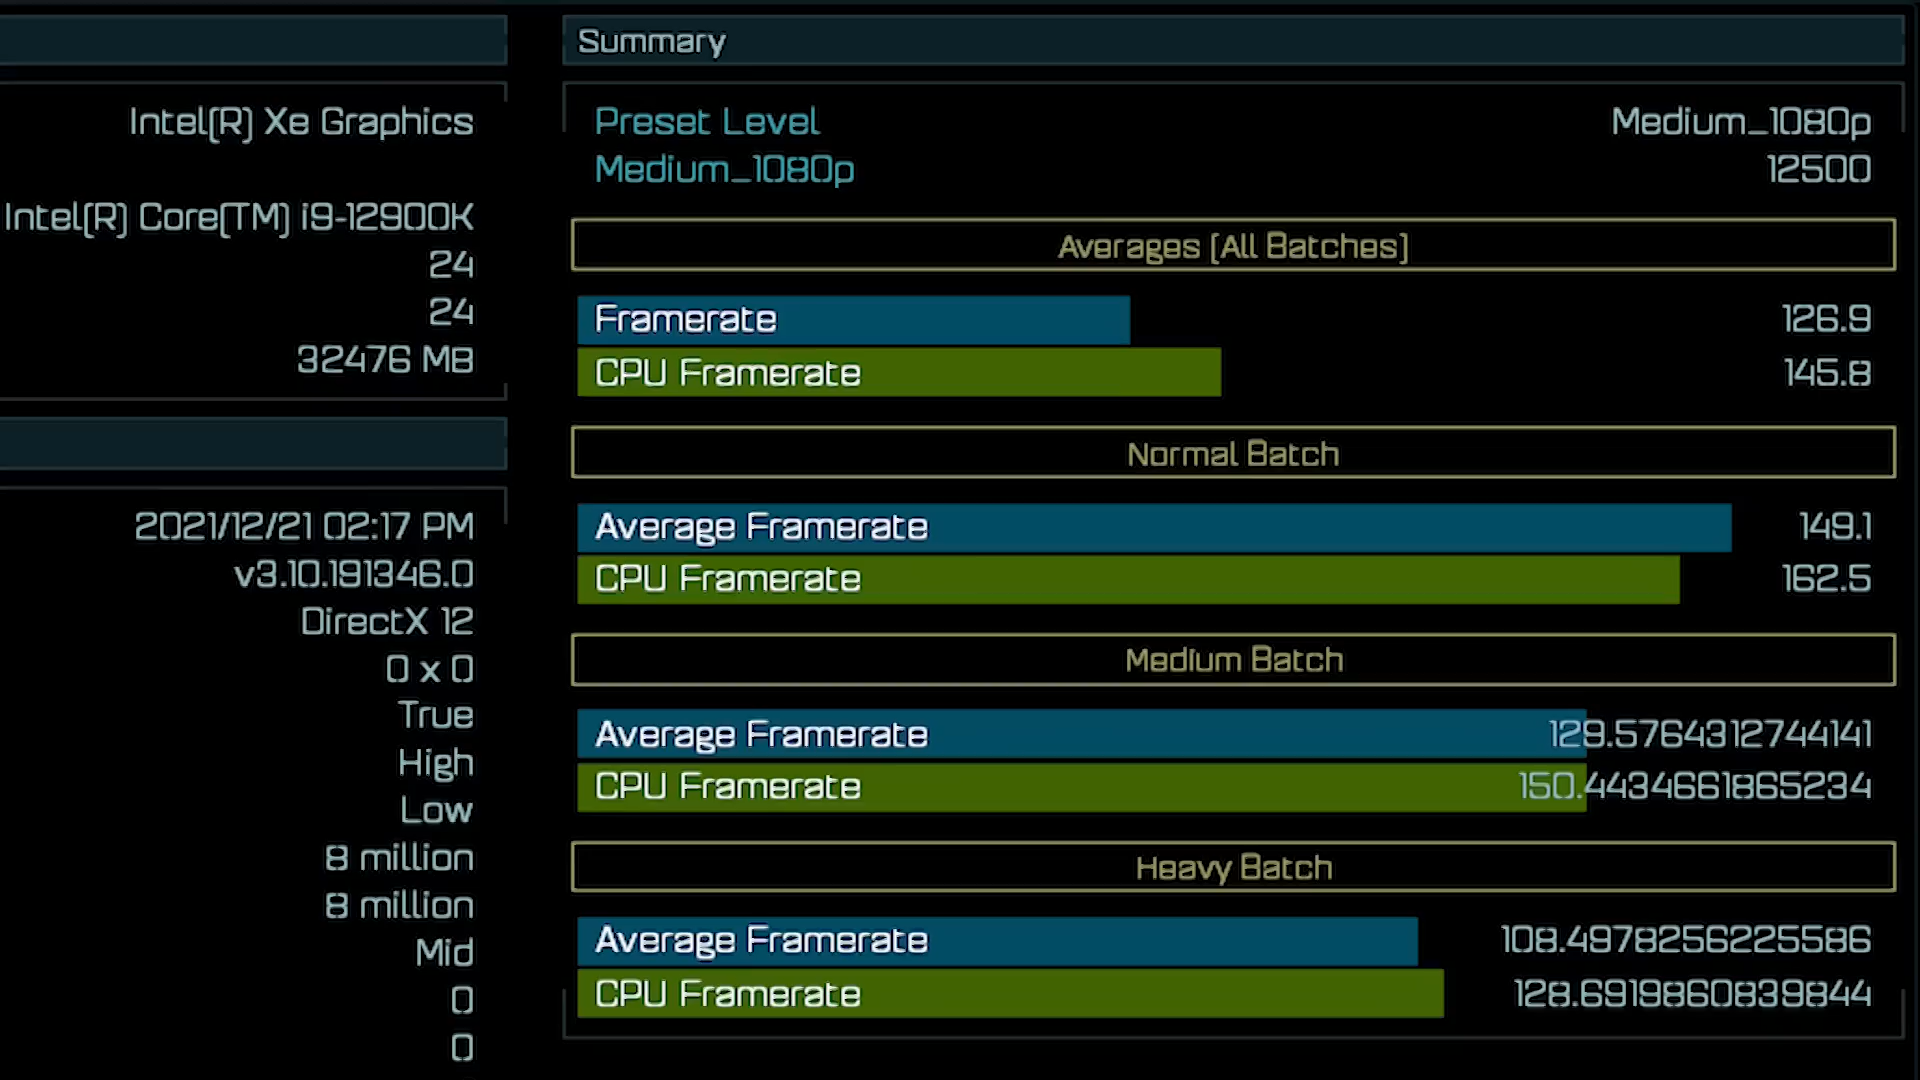 Intel(R) Xe Graphics
Intel(R) Core(TM) i9-12900K
24
24
32476 MB
2021/12/21 02:17 PM
v3.10.191346.0
DirectX 12
0 x 0
True
High
Low
8 million
8 million
Mid
0
0
Summary
Preset Level Medium_1080p
Medium_1080p 12500
Averages [All Batches]
Framerate 126.9
CPU Framerate 145.8
Normal Batch
Average Framerate 149.1
CPU Framerate 162.5
Medium Batch
Average Framerate 129.5764312744141
CPU Framerate 150.4434661865234
Heavy Batch
Average Framerate 108.4978256225586
CPU Framerate 128.6919860839844